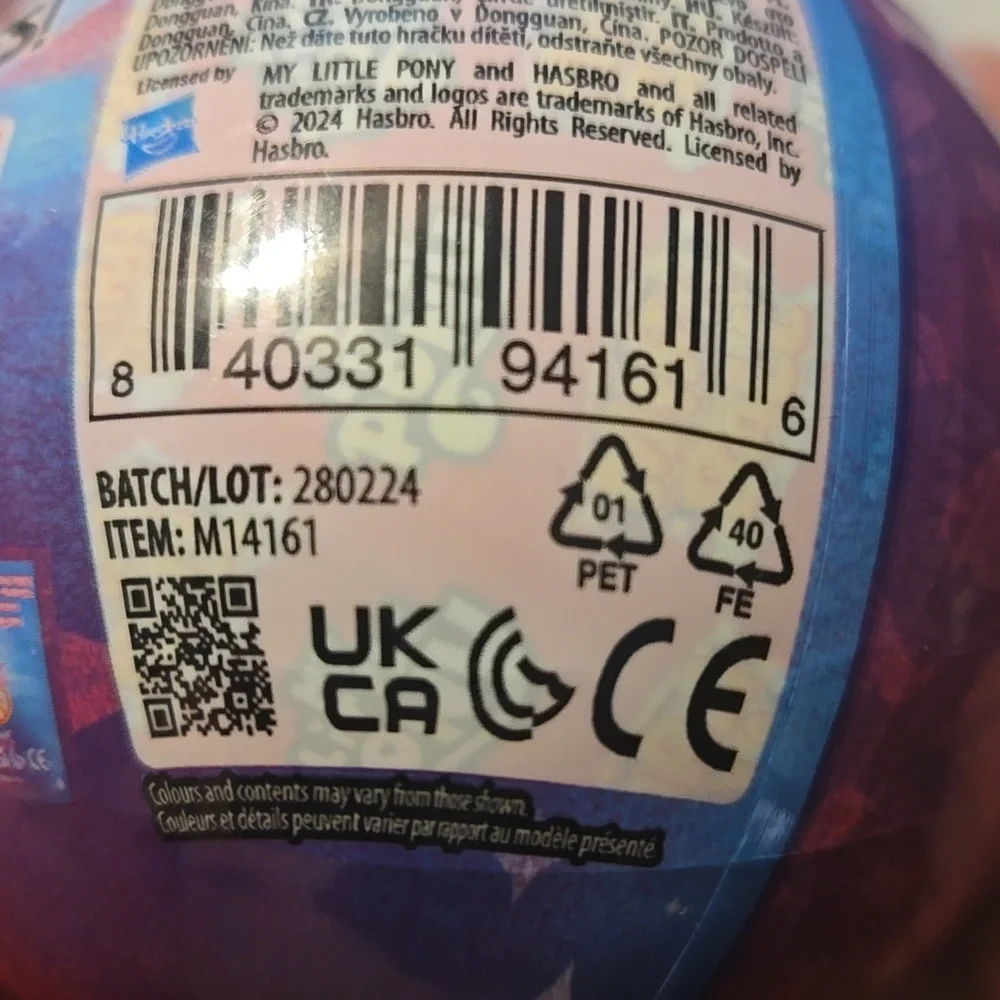 Dongguan, Kina.
Dongguan, Cina. CZ. Vyrobeno v Dongguan, Čína. POZOR DOSPĚLÍ
UPOZORNĚNÍ: Než dáte tuto hračku dítěti, odstraňte všechny obaly.
Licensed by
Hasbro
MY LITTLE PONY and HASBRO and all related
trademarks and logos are trademarks of Hasbro, Inc.
© 2024 Hasbro. All Rights Reserved. Licensed by
Hasbro.
8 40331 94161 6
BATCH/LOT: 280224
ITEM: M14161
01
PET
40
FE
UK
CA
CE
Colours and contents may vary from those shown.
Couleurs et détails peuvent varier par rapport au modèle présenté.